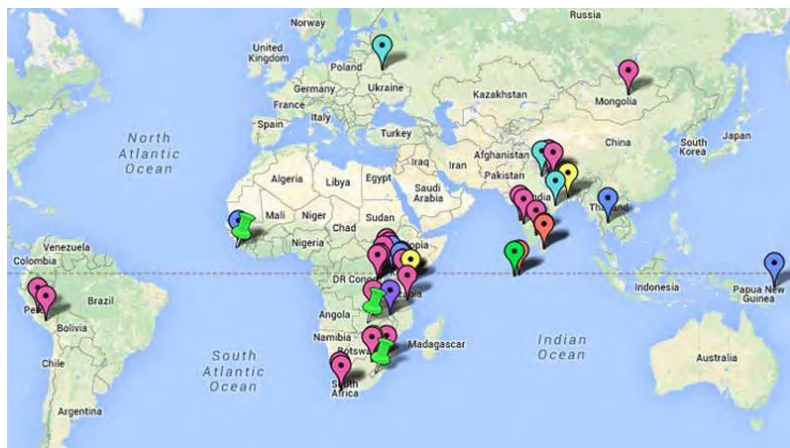 Russia
Norway
United
Kingdom
Poland
Germany
Ukraine
Kazakhstan
Mongolia
France
Italy
Spain
Turkey
North
Atlantic
Ocean
China
South
Korea
Japan
Afghanistan
Iraq
Iran
Pakistan
Algeria
Libya
Egypt
Saudi
Arabia
Mali
Niger
Sudan
Chad
Nigeria
Venezuela
Colombia
DR Congo
Indonesia
Papua New
Guinea
Brazil
Angola
Bolivia
Namibia
Madagascar
Indian
Ocean
South
Atlantic
Ocean
Chile
South
Africa
Australia
Argentina